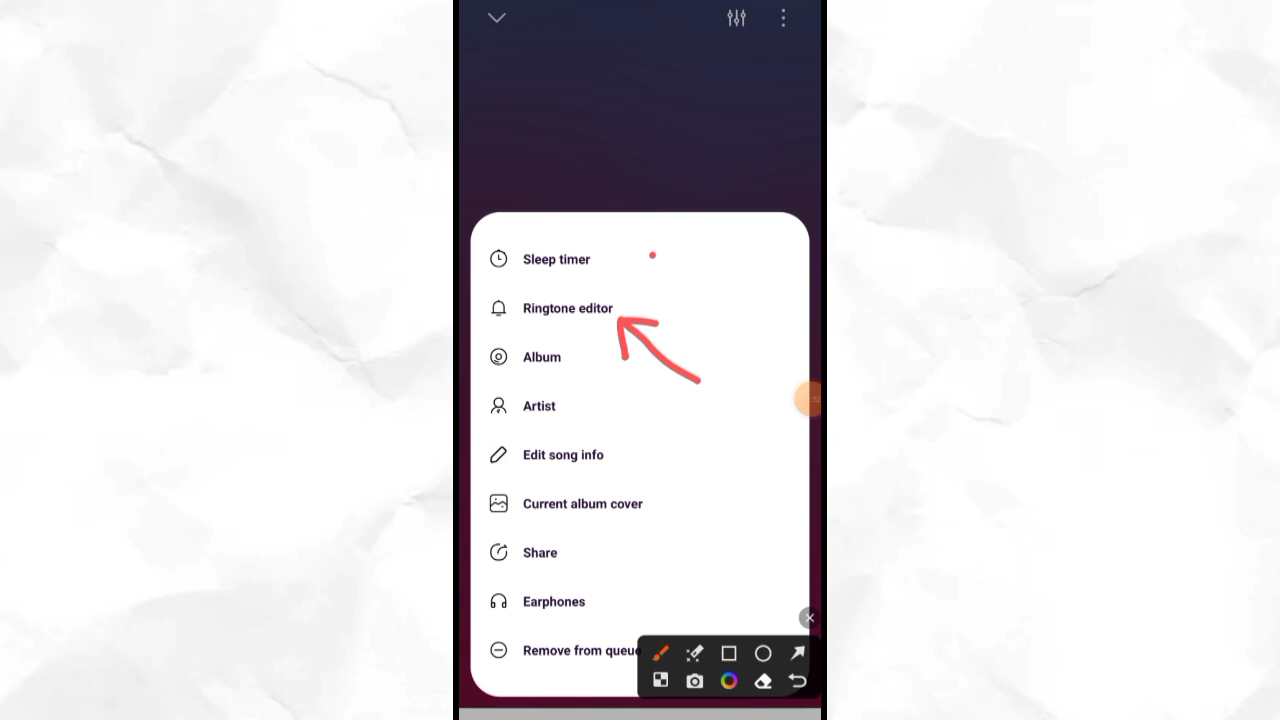 Sleep timer
Ringtone editor
Album
Artist
Edit song info
Current album cover
Share
Earphones
Remove from queue